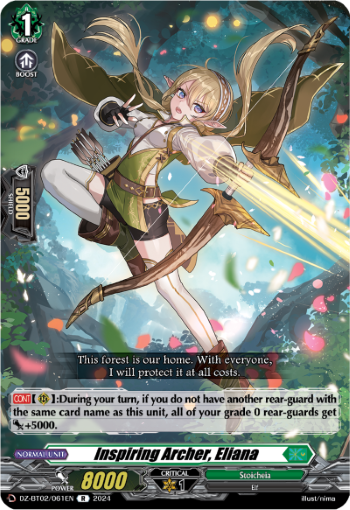 1
GRADE
BOOST
5000
SHIELD
This forest is our home. With everyone,
I will protect it at all costs.
CONT【 】:During your turn, if you do not have another rear-guard with
the same card name as this unit, all of your grade 0 rear-guards get
+5000.
NORMAL UNIT
Inspiring Archer, Eliana
POWER 8000
CRITICAL
1
Stoicheia
Elf
DZ-BT02/061EN R 2024
illust/nima